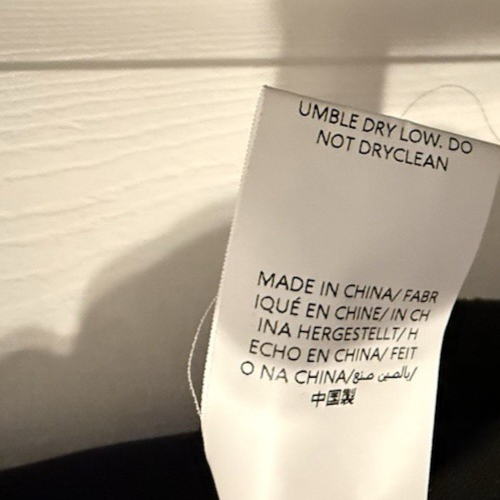 UMBLE DRY LOW. DO
NOT DRYCLEAN
MADE IN CHINA/ FABR
IQUÉ EN CHINE/ IN CH
INA HERGESTELLT/ H
ECHO EN CHINA/ FEIT
O NA CHINA/صنع بالصين/
中国製